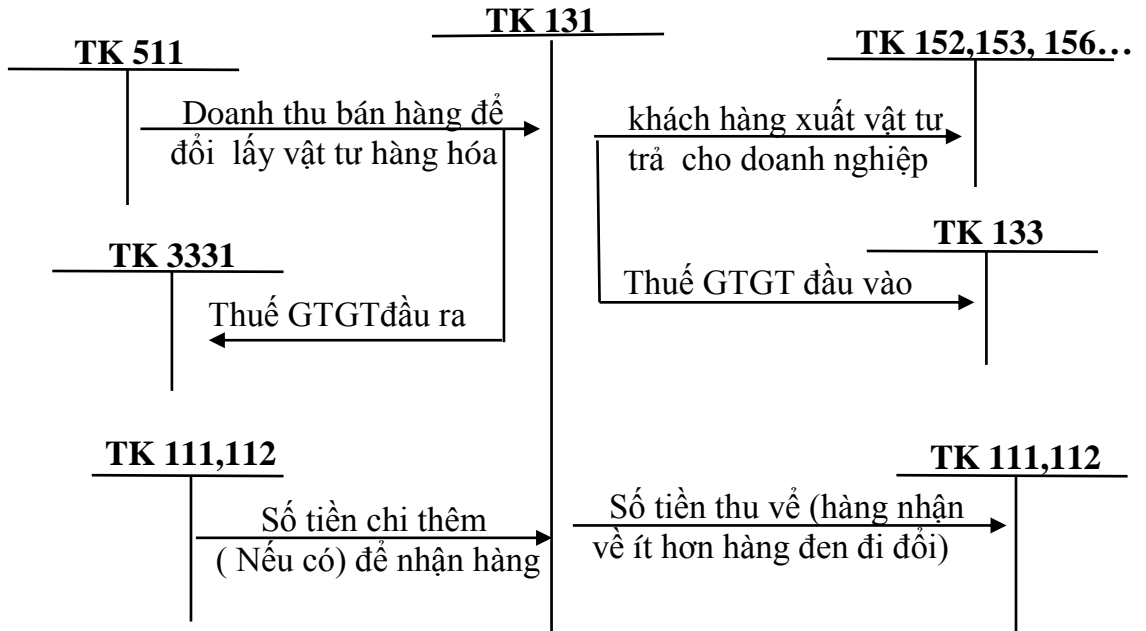 TK 131
TK 511
TK 152,153, 156…
Doanh thu bán hàng để
đổi lấy vật tư hàng hóa
khách hàng xuất vật tư
trả cho doanh nghiệp
TK 3331
TK 133
Thuế GTGTđầu ra
Thuế GTGT đầu vào
TK 111,112
TK 111,112
Số tiền chi thêm
( Nếu có) để nhận hàng
Số tiền thu vể (hàng nhận
về ít hơn hàng đen đi đổi)